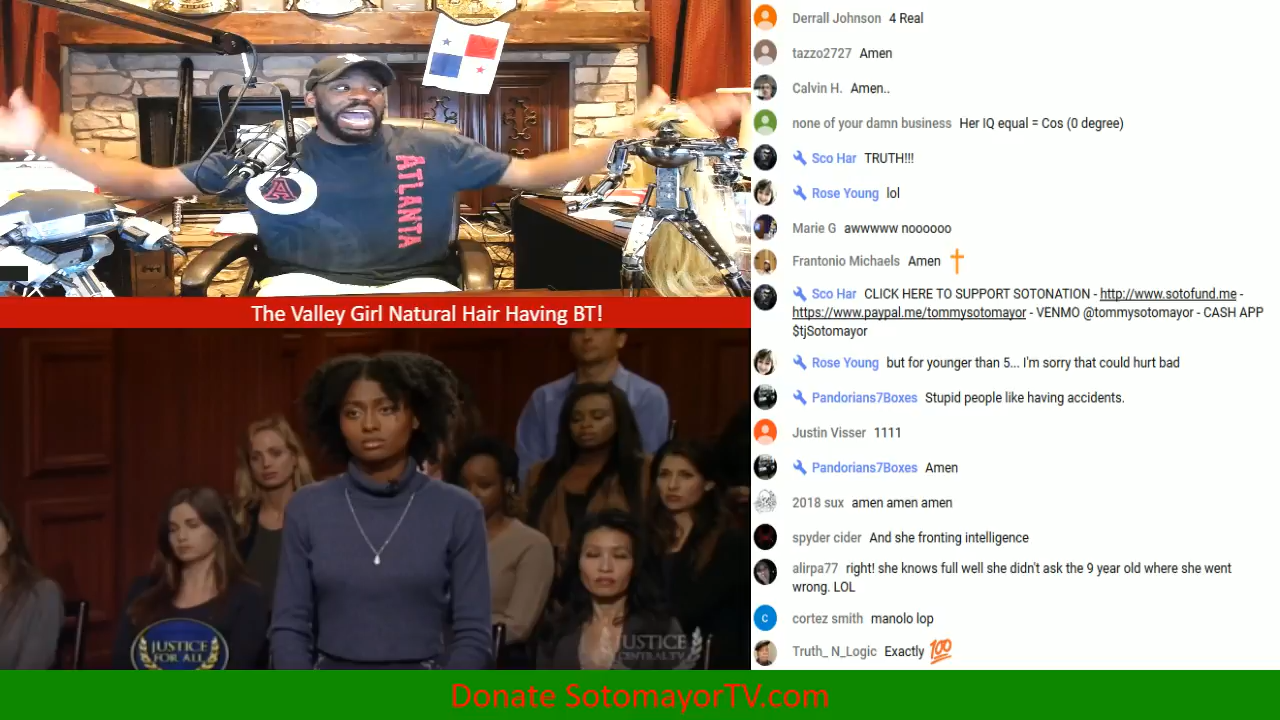 ATLANTA
A
The Valley Girl Natural Hair Having BT!
JUSTICE
FOR ALL
JUSTICE
CENTRAL.TV
Derrall Johnson 4 Real
tazzo2727 Amen
Calvin H. Amen..
none of your damn business Her IQ equal = Cos (0 degree)
Sco Har TRUTH!!!
Rose Young lol
Marie G awwwww noooooo
Frantonio Michaels Amen
Sco Har CLICK HERE TO SUPPORT SOTONATION - http://www.sotofund.me -
https://www.paypal.me/tommysotomayor - VENMO @tommysotomayor - CASH APP
$tjSotomayor
Rose Young but for younger than 5... I'm sorry that could hurt bad
Pandorians7Boxes Stupid people like having accidents.
Justin Visser 1111
Pandorians7Boxes Amen
2018 sux amen amen amen
spyder cider And she fronting intelligence
alirpa77 right! she knows full well she didn't ask the 9 year old where she went
wrong. LOL
c cortez smith manolo lop
Truth_ N_Logic Exactly 💯
Donate SotomayorTV.com